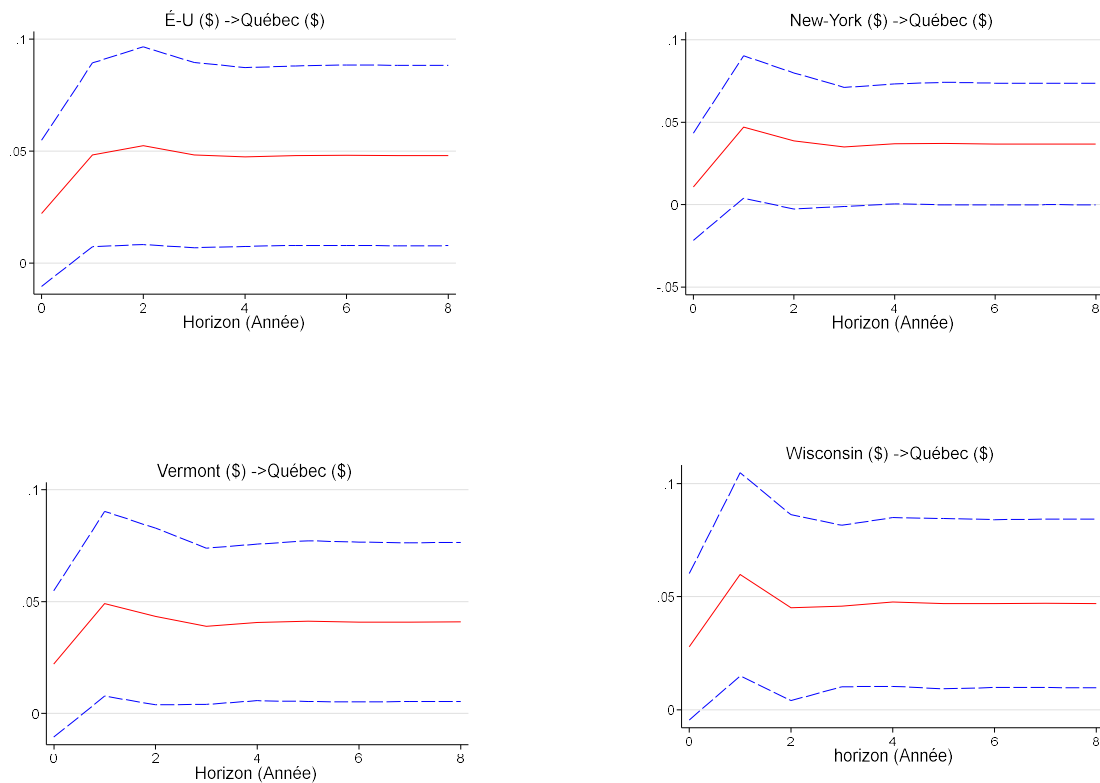 É-U ($) ->Québec ($)
.1
.05
0
0 2 4 6 8
Horizon (Année)
New-York ($) ->Québec ($)
.1
.05
0
-.05
0 2 4 6 8
Horizon (Année)
Vermont ($) ->Québec ($)
.1
.05
0
0 2 4 6 8
Horizon (Année)
Wisconsin ($) ->Québec ($)
.1
.05
0
0 2 4 6 8
horizon (Année)